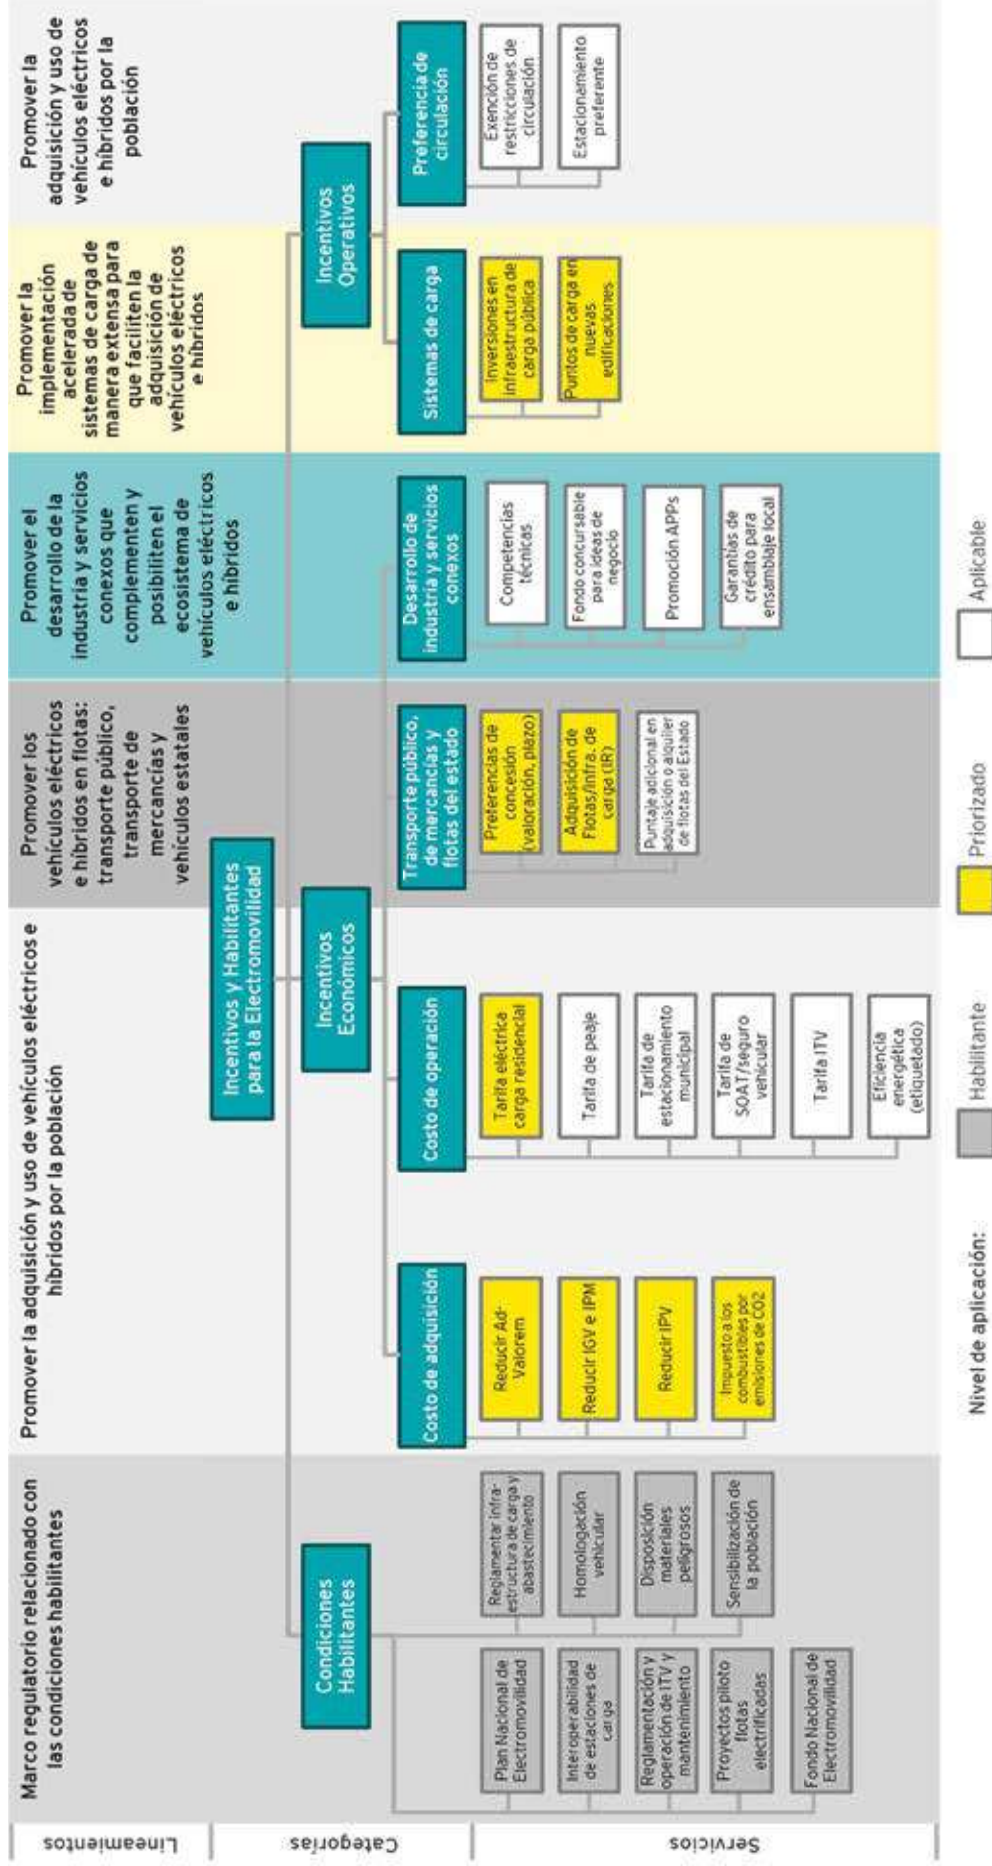 Lineamientos
Marco regulatorio relacionado con
las condiciones habilitantes
Promover la adquisición y uso de vehículos eléctricos e
híbridos por la población
Promover los
vehículos eléctricos
e híbridos en flotas:
transporte público,
transporte de
mercancías y
vehículos estatales
Promover el
desarrollo de la
industria y servicios
conexos que
complementen y
posibiliten el
ecosistema de
vehículos eléctricos
e híbridos
Promover la
implementación
acelerada de
sistemas de carga de
manera extensa para
que faciliten la
adquisición de
vehículos eléctricos
e híbridos
Promover la
adquisición y uso de
vehículos eléctricos
e híbridos por la
población
Categorías
Incentivos y Habilitantes
para la Electromovilidad
Condiciones
Habilitantes
Incentivos
Económicos
Incentivos
Operativos
Costo de adquisición
Costo de operación
Transporte público,
de mercancías y
flotas del estado
Desarrollo de
industria y servicios
conexos
Sistemas de carga
Preferencia de
circulación
Servicios
Plan Nacional de
Electromovilidad
Interoperabilidad
de estaciones de
carga
Reglamentación y
operación de ITV y
mantenimiento
Proyectos piloto
flotas
electrificadas
Fondo Nacional de
Electromovilidad
Reglamentar infra-
estructura de carga y
abastecimiento
Homologación
vehicular
Disposición
materiales
peligrosos
Sensibilización de
la población
Reducir Ad-
Valorem
Reducir IGV e IPM
Reducir IPV
Impuesto a los
combustibles por
emisiones de CO2
Tarifa eléctrica
carga residencial
Tarifa de peaje
Tarifa de
estacionamiento
municipal
Tarifa de
SOAT/seguro
vehicular
Tarifa ITV
Eficiencia
energética
(etiquetado)
Preferencias de
concesión
(valoración, plazo)
Adquisición de
Flotas/infra. de
carga (IR)
Puntaje adicional en
adquisición o alquiler
de flotas del Estado
Competencias
técnicas
Fondo concursable
para ideas de
negocio
Promoción APPs
Garantías de
crédito para
ensamblaje local
Inversiones en
infraestructura de
carga pública
Puntos de carga en
nuevas
edificaciones
Exención de
restricciones de
circulación
Estacionamiento
preferente
Nivel de aplicación:
Habilitante
Priorizado
Aplicable